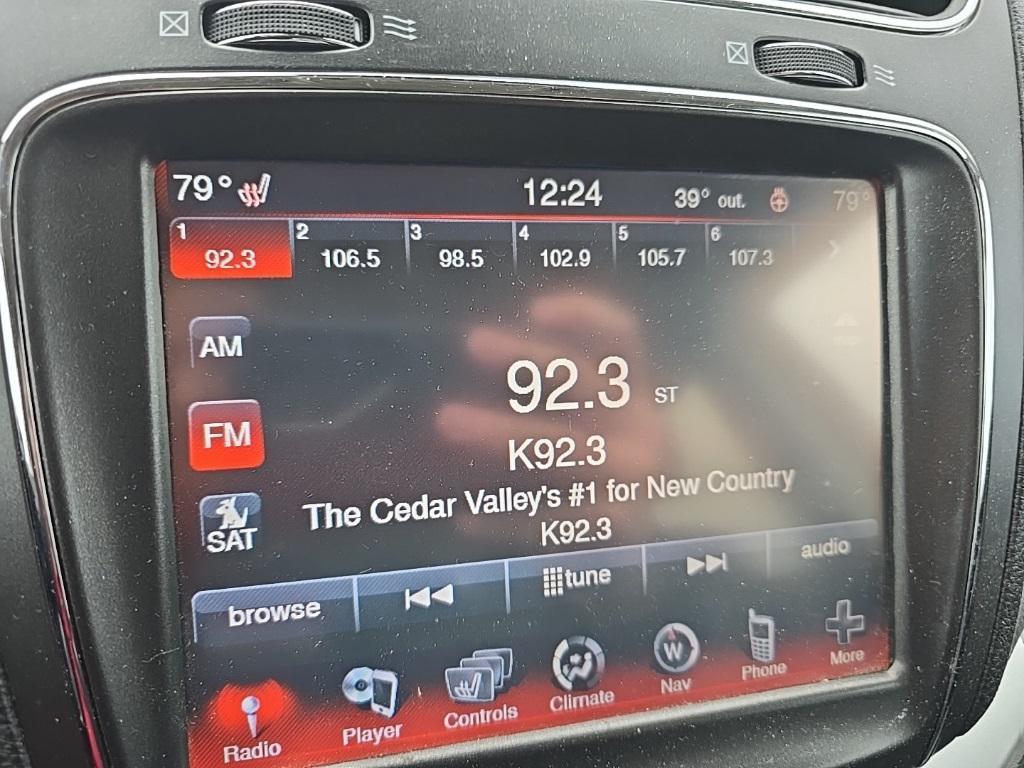 79° 12:24 39° out. 79°
1 2 3 4 5 6
92.3 106.5 98.5 102.9 105.7 107.3
AM
92.3 ST
FM
K92.3
The Cedar Valley's #1 for New Country
SAT
K92.3
browse tune audio
Radio Player Controls Climate Nav Phone More
W